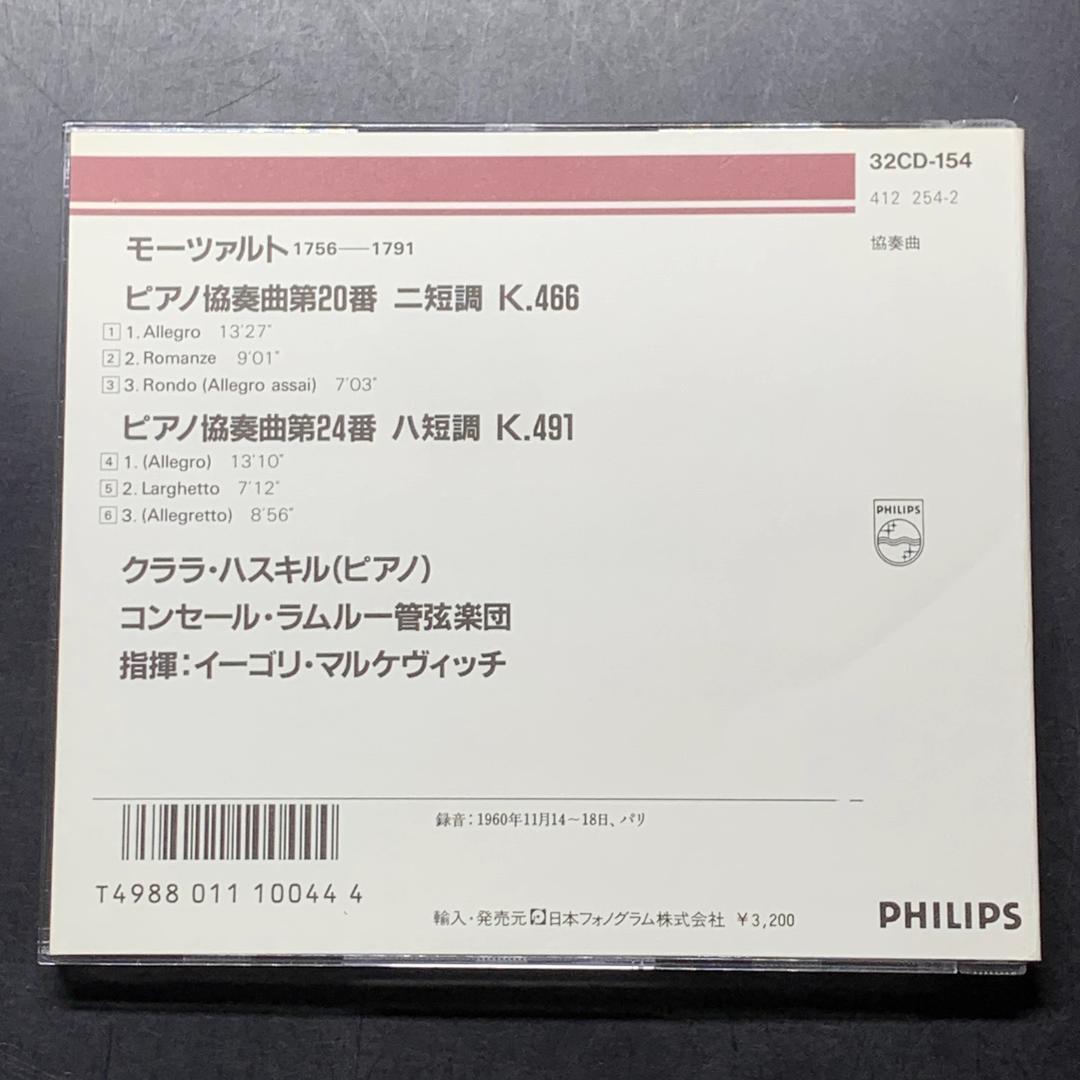 32CD-154
412 254-2
協奏曲
モーツァルト 1756——1791
ピアノ協奏曲第20番 ニ短調 K.466
1 1. Allegro 13'27"
2 2. Romanze 9'01"
3 3. Rondo (Allegro assai) 7'03"
ピアノ協奏曲第24番 ハ短調 K.491
4 1. (Allegro) 13'10"
5 2. Larghetto 7'12"
6 3. (Allegretto) 8'56"
PHILIPS
クララ・ハスキル(ピアノ)
コンセール・ラムルー管弦楽団
指揮:イーゴリ・マルケヴィッチ
録音:1960年11月14~18日、パリ
T4988 011 10044 4
輸入・発売元 日本フォノグラム株式会社 ¥3,200
PHILIPS